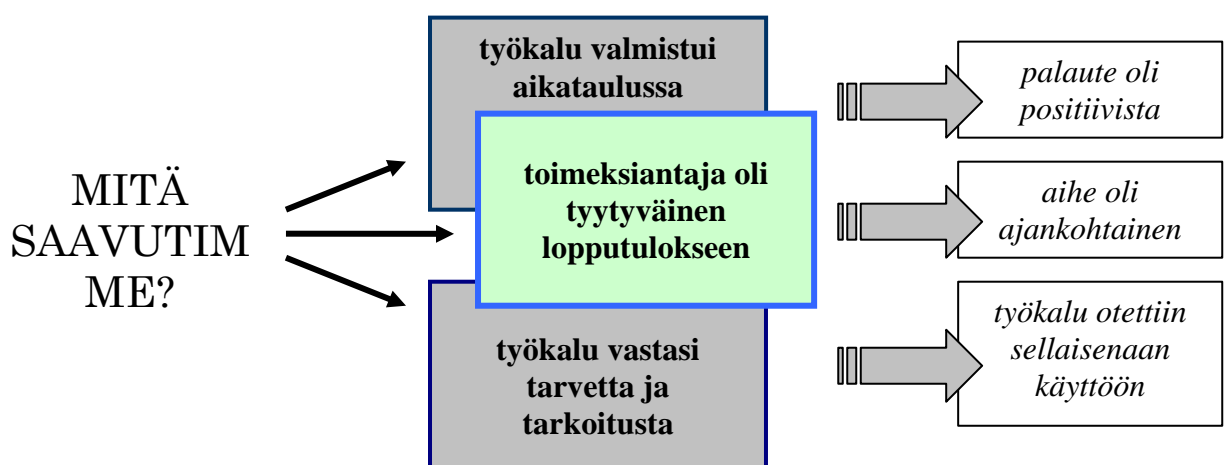 MITÄ
SAAVUTIM
ME?
työkalu valmistui
aikataulussa
toimeksiantaja oli
tyytyväinen
lopputulokseen
työkalu vastasi
tarvetta ja
tarkoitusta
palaute oli
positiivista
aihe oli
ajankohtainen
työkalu otettiin
sellaisenaan
käyttöön